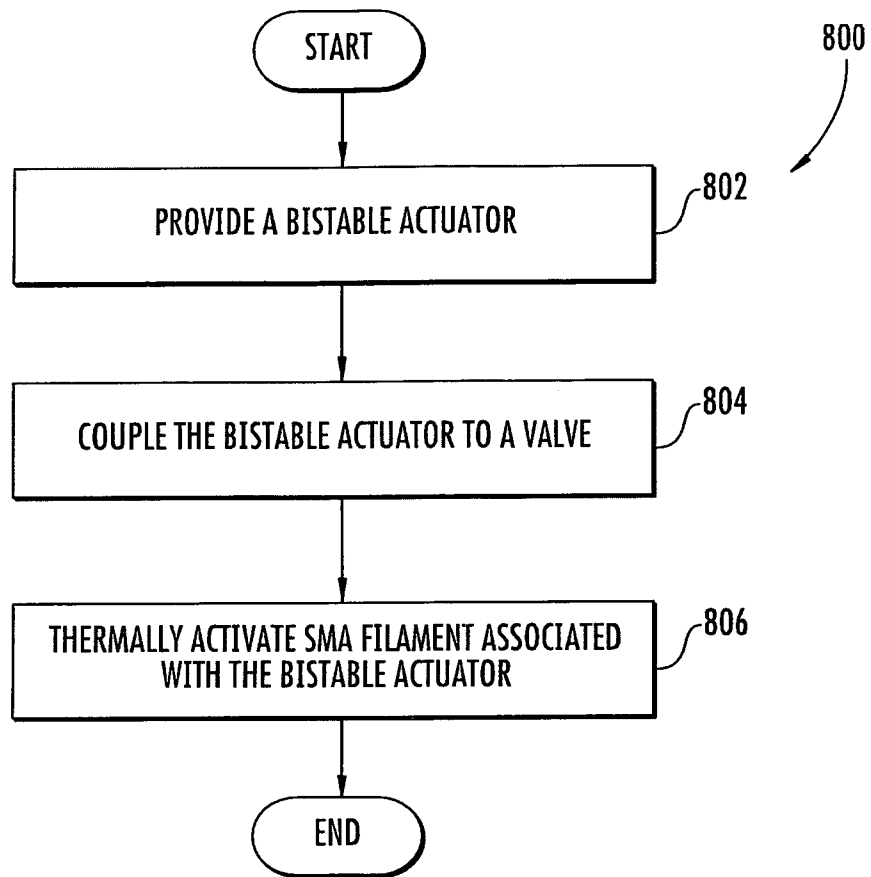 START
800
PROVIDE A BISTABLE ACTUATOR
802
COUPLE THE BISTABLE ACTUATOR TO A VALVE
804
THERMALLY ACTIVATE SMA FILAMENT ASSOCIATED
WITH THE BISTABLE ACTUATOR
806
END